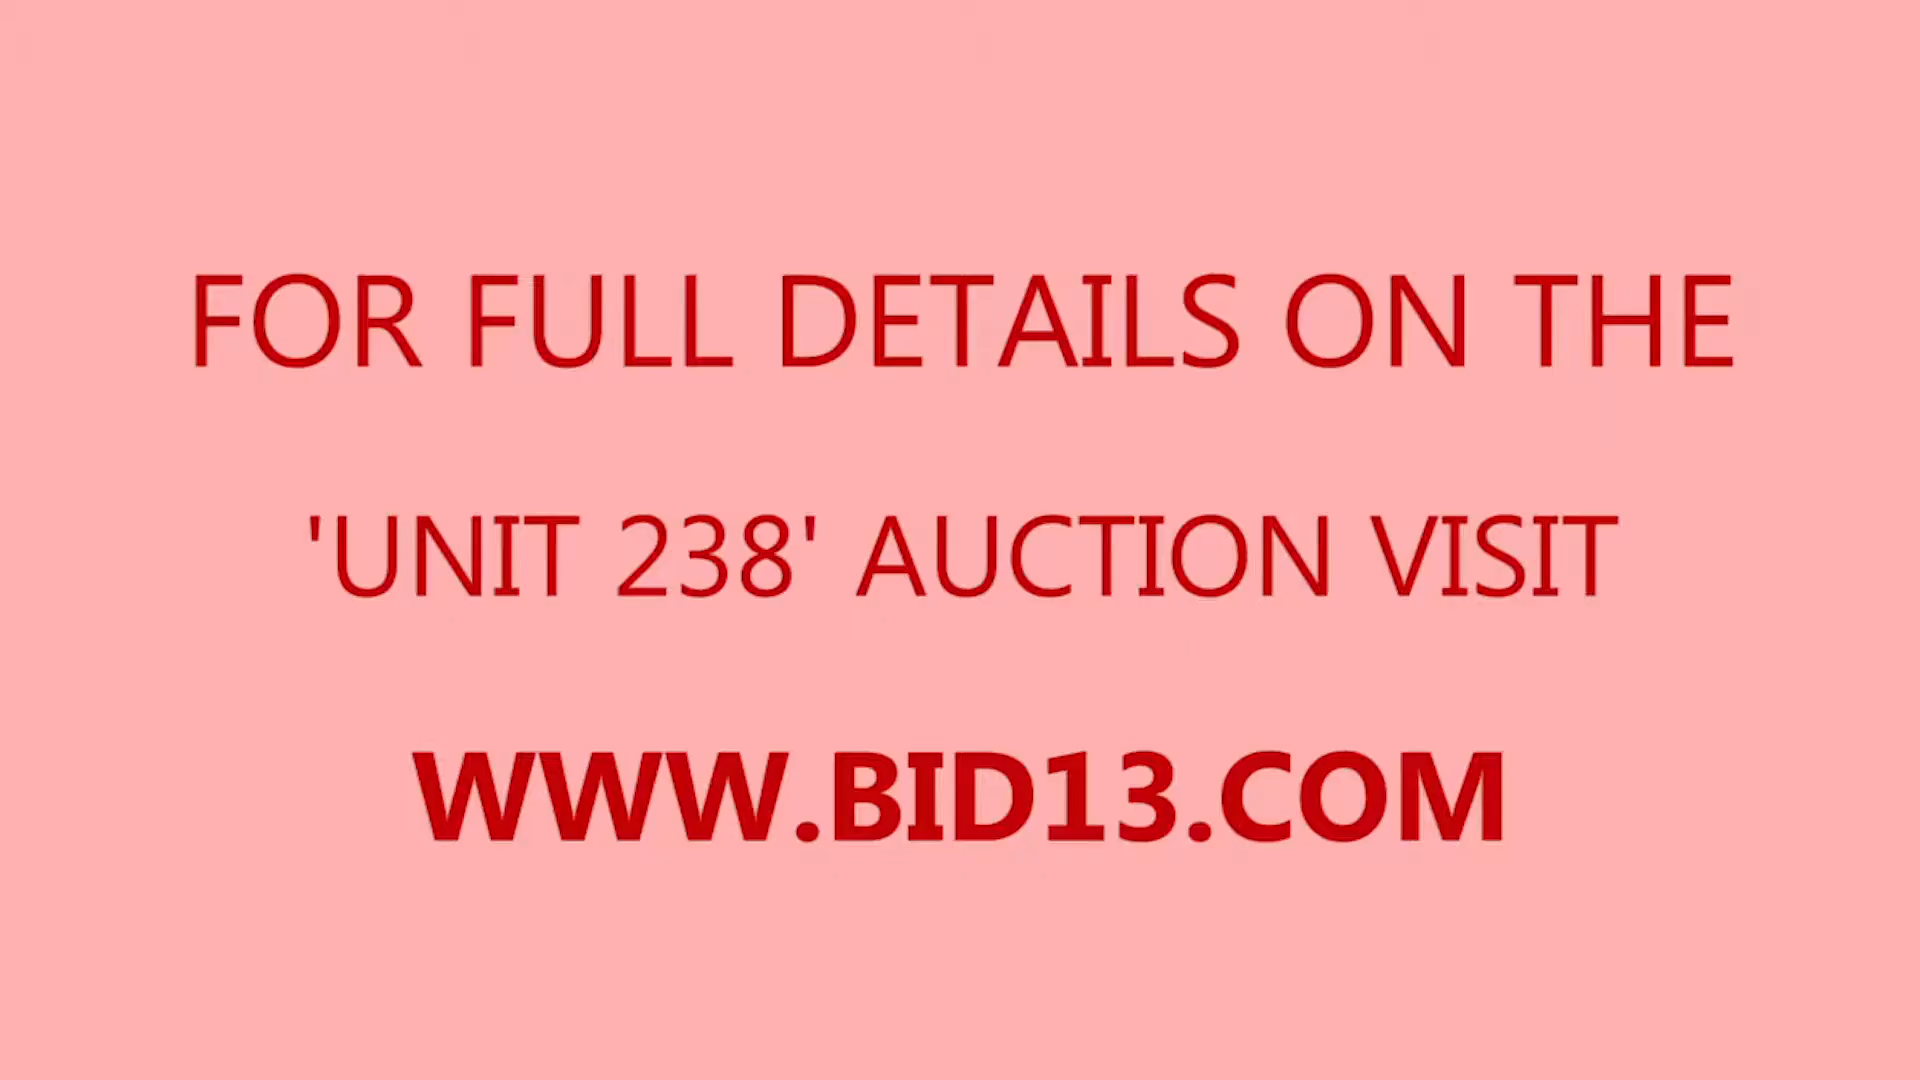 FOR FULL DETAILS ON THE
'UNIT 238' AUCTION VISIT
WWW.BID13.COM